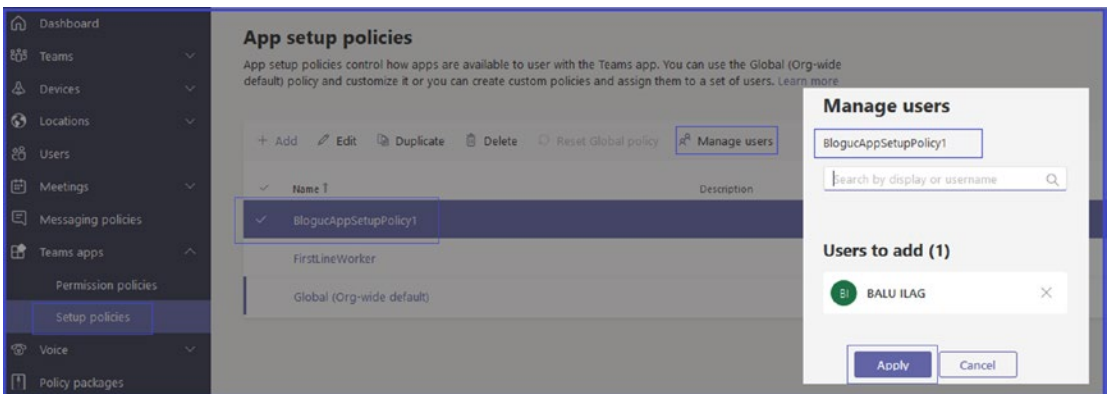 Dashboard
Teams
Devices
Locations
Users
Meetings
Messaging policies
Teams apps
Permission policies
Setup policies
Voice
Policy packages
App setup policies
App setup policies control how apps are available to user with the Teams app. You can use the Global (Org-wide
default) policy and customize it or you can create custom policies and assign them to a set of users. Learn more
+ Add Edit Duplicate Delete Reset Global policy Manage users
Name ↑ Description
BlogucAppSetupPolicy1
FirstLineWorker
Global (Org-wide default)
Manage users
BlogucAppSetupPolicy1
Search by display or username
Users to add (1)
BI BALU ILAG
Apply Cancel